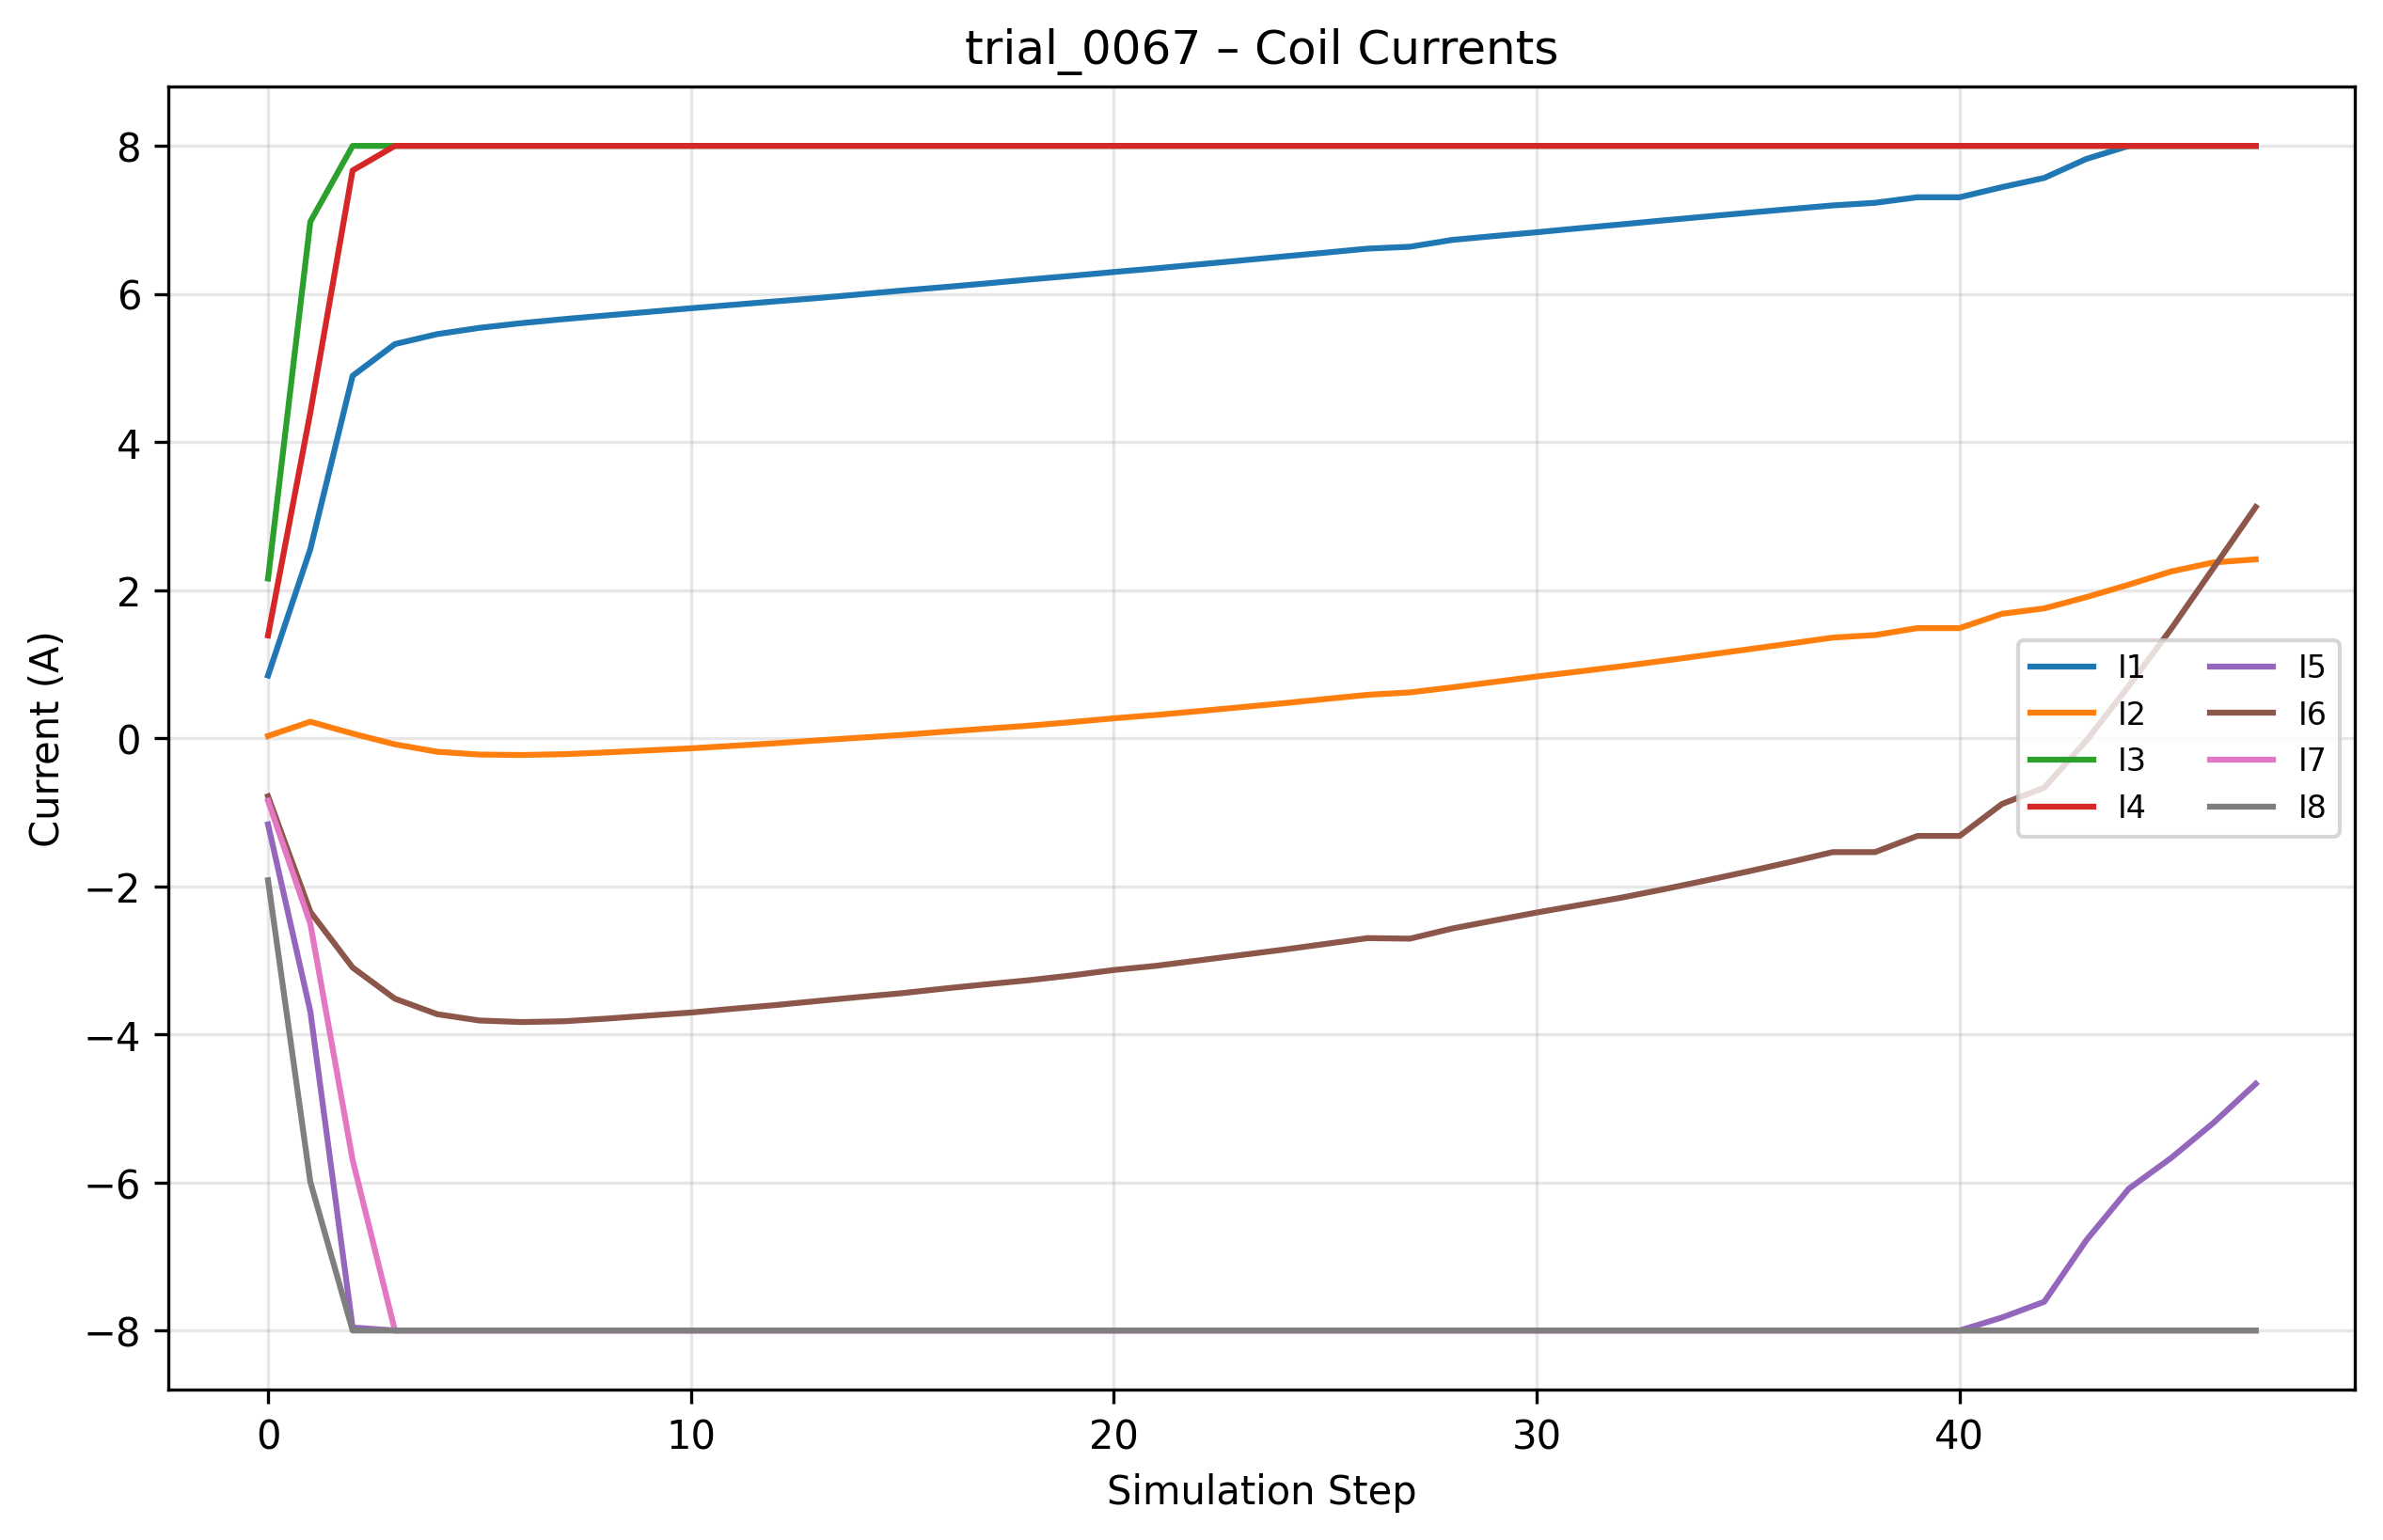 trial_0067 – Coil Currents
Current (A)
8
6
4
2
0
−2
−4
−6
−8
I1 I5
I2 I6
I3 I7
I4 I8
0 10 20 30 40
Simulation Step